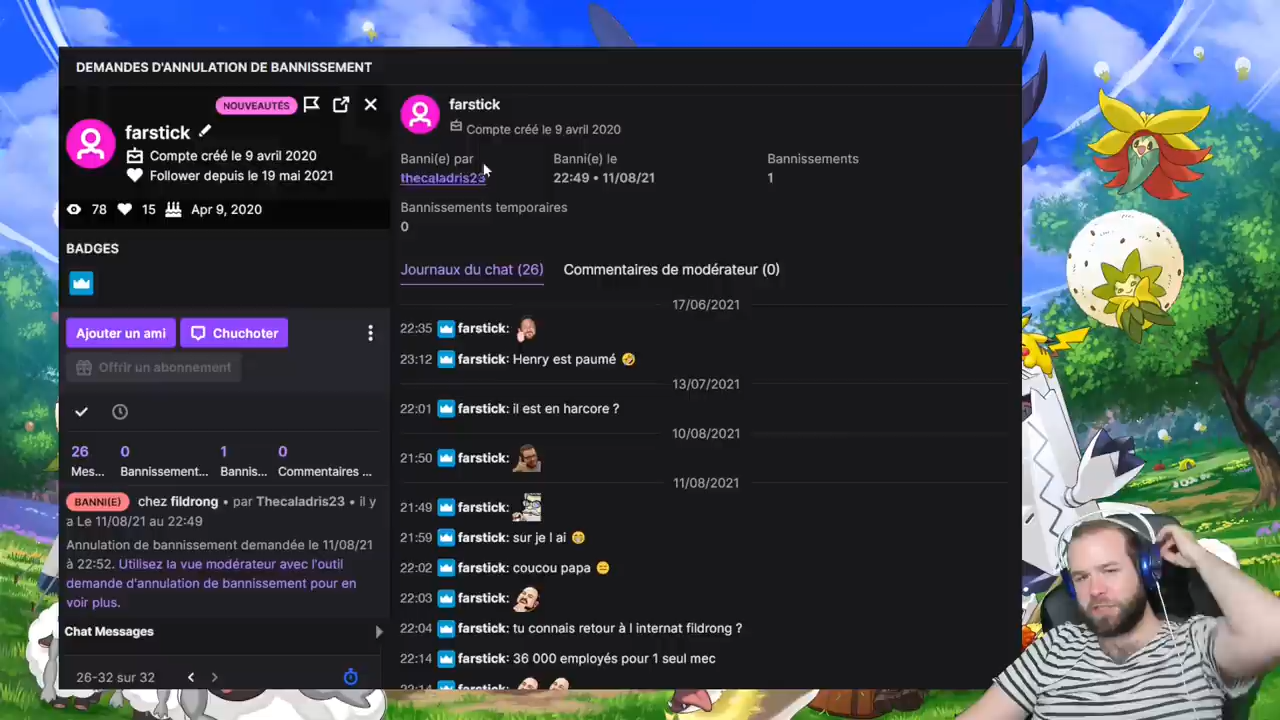 DEMANDES D'ANNULATION DE BANNISSEMENT
NOUVEAUTÉS
farstick
Compte créé le 9 avril 2020
Follower depuis le 19 mai 2021
78 15 Apr 9, 2020
BADGES
Ajouter un ami Chuchoter
Offrir un abonnement
26 0 1 0
Mes... Bannissement... Bannis... Commentaires ...
BANNI(E) chez fildrong • par Thecaladris23 • il y
a Le 11/08/21 au 22:49
Annulation de bannissement demandée le 11/08/21
à 22:52. Utilisez la vue modérateur avec l'outil
demande d'annulation de bannissement pour en
voir plus.
Chat Messages
26-32 sur 32
farstick
Compte créé le 9 avril 2020
Banni(e) par Banni(e) le Bannissements
thecaladris23 22:49 • 11/08/21 1
Bannissements temporaires
0
Journaux du chat (26) Commentaires de modérateur (0)
17/06/2021
22:35 farstick:
23:12 farstick: Henry est paumé 🤣
13/07/2021
22:01 farstick: il est en harcore ?
10/08/2021
21:50 farstick:
11/08/2021
21:49 farstick:
21:59 farstick: sur je l ai 😁
22:02 farstick: coucou papa 😑
22:03 farstick:
22:04 farstick: tu connais retour à l internat fildrong ?
22:14 farstick: 36 000 employés pour 1 seul mec
22:14 farstick: